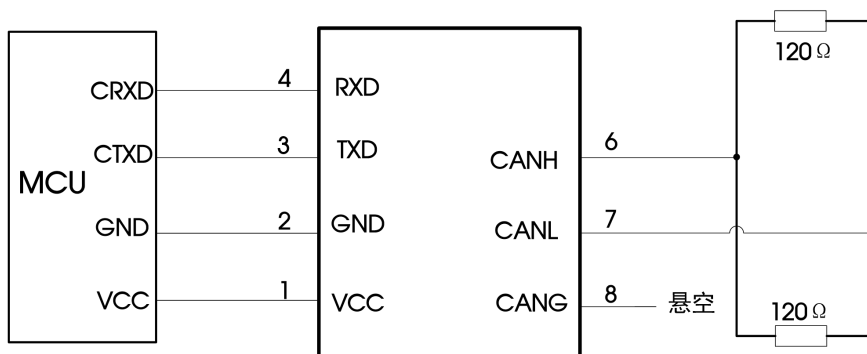 120Ω
CRXD 4 RXD
CTXD 3 TXD
CANH 6
MCU
GND 2 GND
CANL 7
VCC 1 VCC
CANG 8 悬空
120Ω